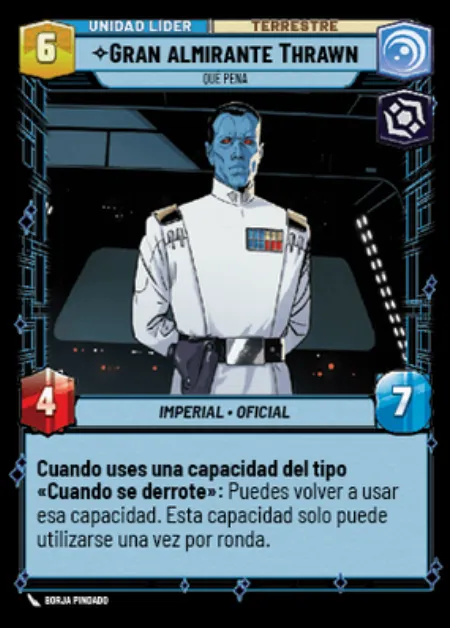 UNIDAD LÍDER
TERRESTRE
6
GRAN ALMIRANTE THRAWN
QUE PENA
4
IMPERIAL • OFICIAL
7
Cuando uses una capacidad del tipo
«Cuando se derrote»: Puedes volver a usar
esa capacidad. Esta capacidad solo puede
utilizarse una vez por ronda.
BORJA PINDADO